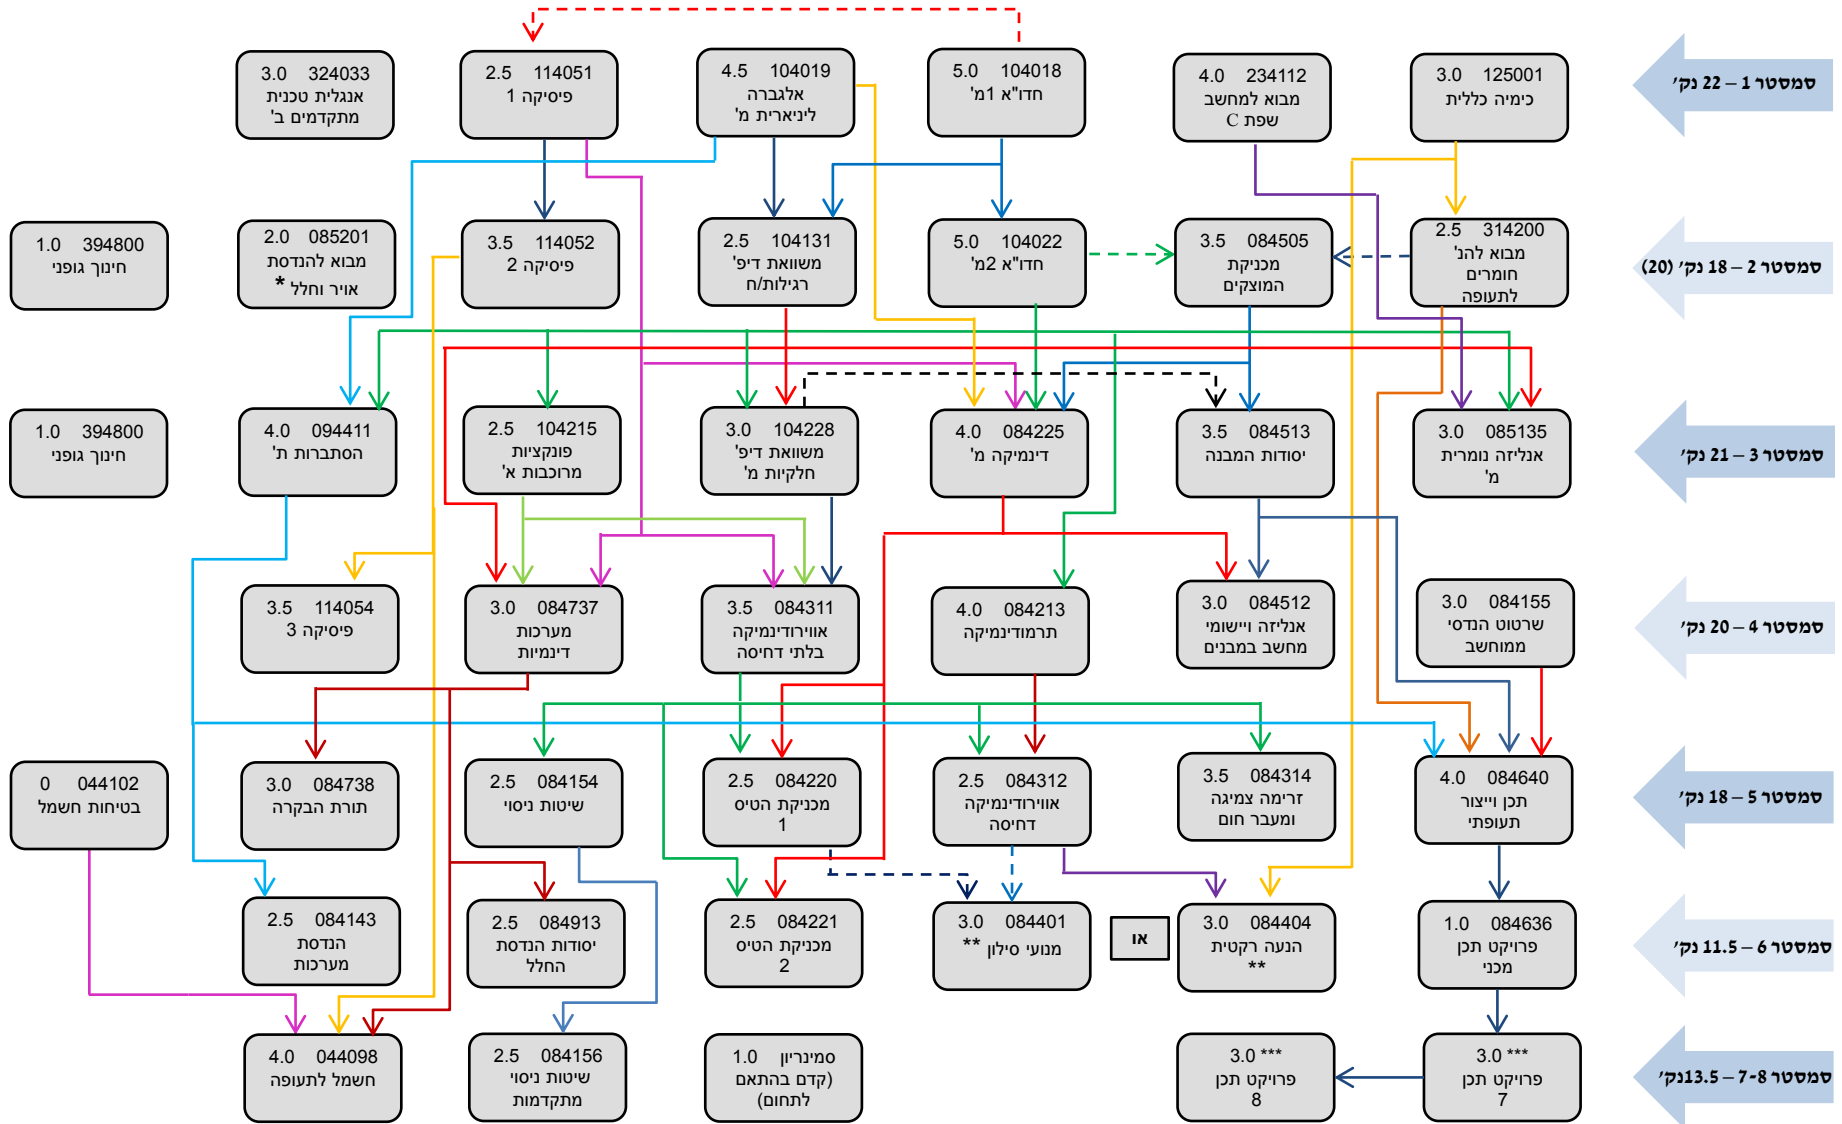 סמסטר 1 – 22 נק'
125001 3.0
כימיה כללית
234112 4.0
מבוא למחשב
שפת C
104018 5.0
חדו"א 1מ'
104019 4.5
אלגברה
ליניארית מ'
114051 2.5
פיסיקה 1
324033 3.0
אנגלית טכנית
מתקדמים ב'
סמסטר 2 – 18 נק' (20)
314200 2.5
מבוא להנ'
חומרים
לתעופה
084505 3.5
מכניקת
המוצקים
104022 5.0
חדו"א 2מ'
104131 2.5
משוואת דיפ'
רגילות/ח
114052 3.5
פיסיקה 2
085201 2.0
מבוא להנדסת
אויר וחלל *
394800 1.0
חינוך גופני
סמסטר 3 – 21 נק'
085135 3.0
אנליזה נומרית
מ'
084513 3.5
יסודות המבנה
084225 4.0
דינמיקה מ'
104228 3.0
משוואת דיפ'
חלקיות מ'
104215 2.5
פונקציות
מרוכבות א'
094411 4.0
הסתברות ת'
394800 1.0
חינוך גופני
סמסטר 4 – 20 נק'
084155 3.0
שרטוט הנדסי
ממוחשב
084512 3.0
אנליזה ויישומי
מחשב במבנים
084213 4.0
תרמודינמיקה
084311 3.5
אווירודינמיקה
בלתי דחיסה
084737 3.0
מערכות
דינמיות
114054 3.5
פיסיקה 3
סמסטר 5 – 18 נק'
084640 4.0
תכן וייצור
תעופתי
084314 3.5
זרימה צמיגה
ומעבר חום
084312 2.5
אווירודינמיקה
דחיסה
084220 2.5
מכניקת הטיס
1
084154 2.5
שיטות ניסוי
084738 3.0
תורת הבקרה
044102 0
בטיחות חשמל
סמסטר 6 – 11.5 נק'
084636 1.0
פרויקט תכן
מכני
084404 3.0
הנעה רקטית
**
או
084401 3.0
מנועי סילון **
084221 2.5
מכניקת הטיס
2
084913 2.5
יסודות הנדסת
החלל
084143 2.5
הנדסת
מערכות
סמסטר 7-8 – 13.5נק'
*** 3.0
פרויקט תכן
7
*** 3.0
פרויקט תכן
8
סמינריון 1.0
(קדם בהתאם
לתחום)
084156 2.5
שיטות ניסוי
מתקדמות
044098 4.0
חשמל לתעופה